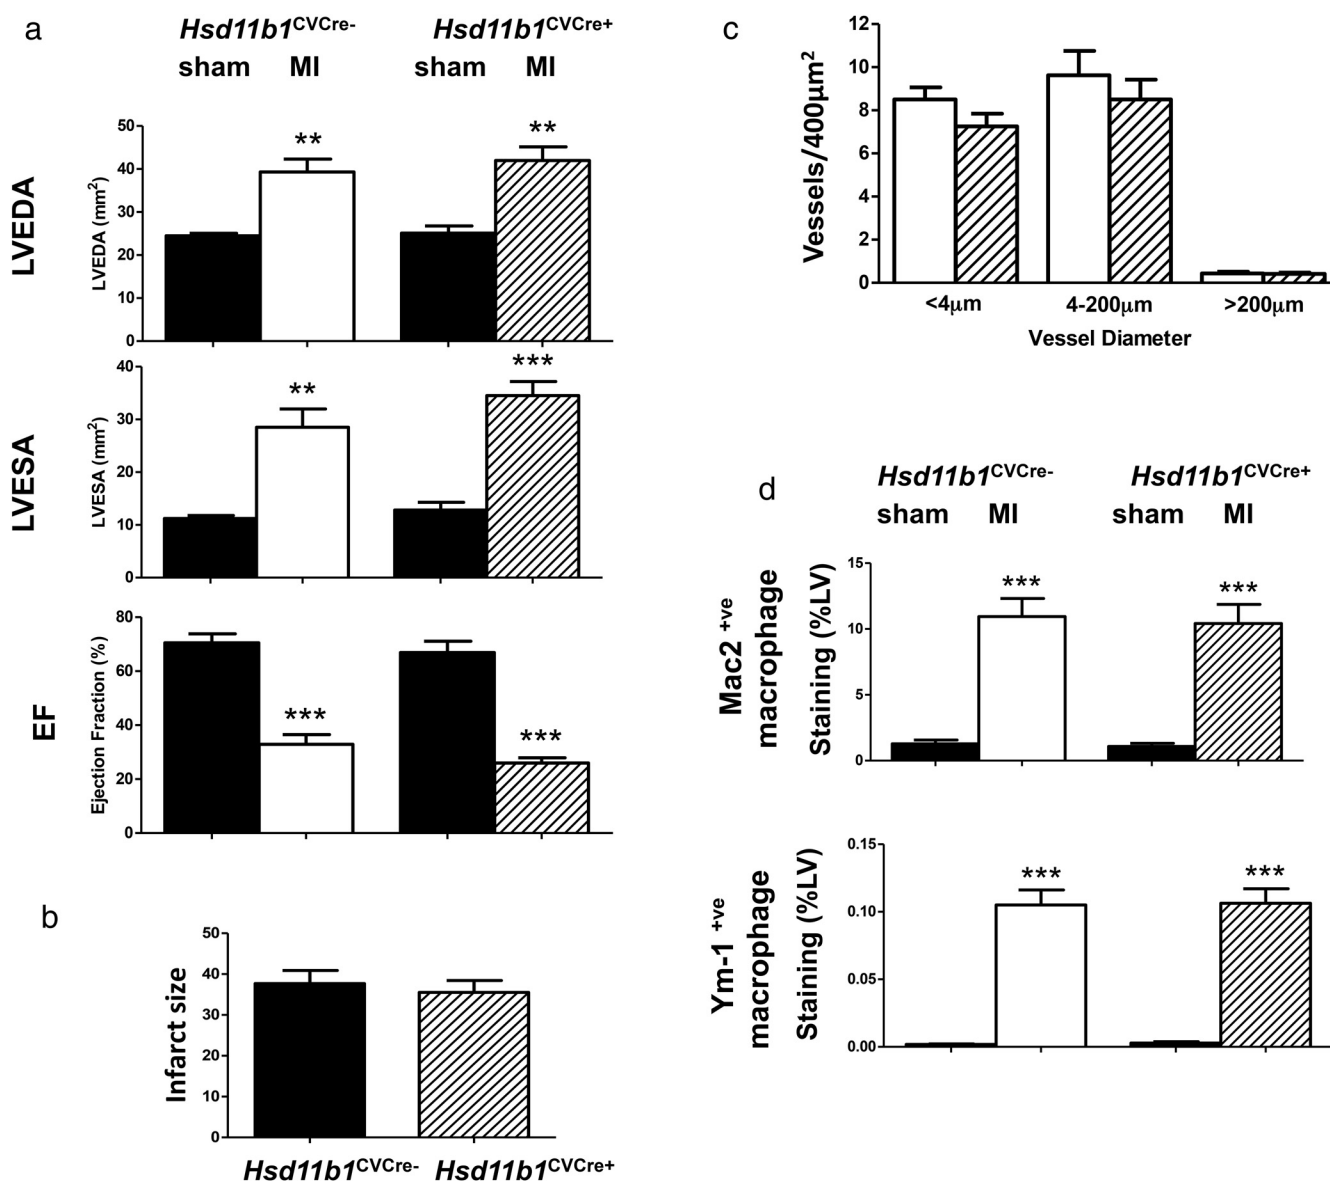 a
Hsd11b1CVCre- Hsd11b1CVCre+
sham MI sham MI
LVEDA
LVEDA (mm2)
50
40
30
20
10
0
** **
LVESA
LVESA (mm2)
40
30
20
10
0
** ***
EF
Ejection Fraction (%)
80
60
40
20
0
*** ***
b
Infarct size
50
40
30
20
10
0
Hsd11b1CVCre- Hsd11b1CVCre+
c
Vessels/400μm2
12
10
8
6
4
2
0
<4μm 4-200μm >200μm
Vessel Diameter
d
Hsd11b1CVCre- Hsd11b1CVCre+
sham MI sham MI
Mac2 +ve
macrophage
Staining (%LV)
15
10
5
0
*** ***
Ym-1 +ve
macrophage
Staining (%LV)
0.15
0.10
0.05
0.00
*** ***